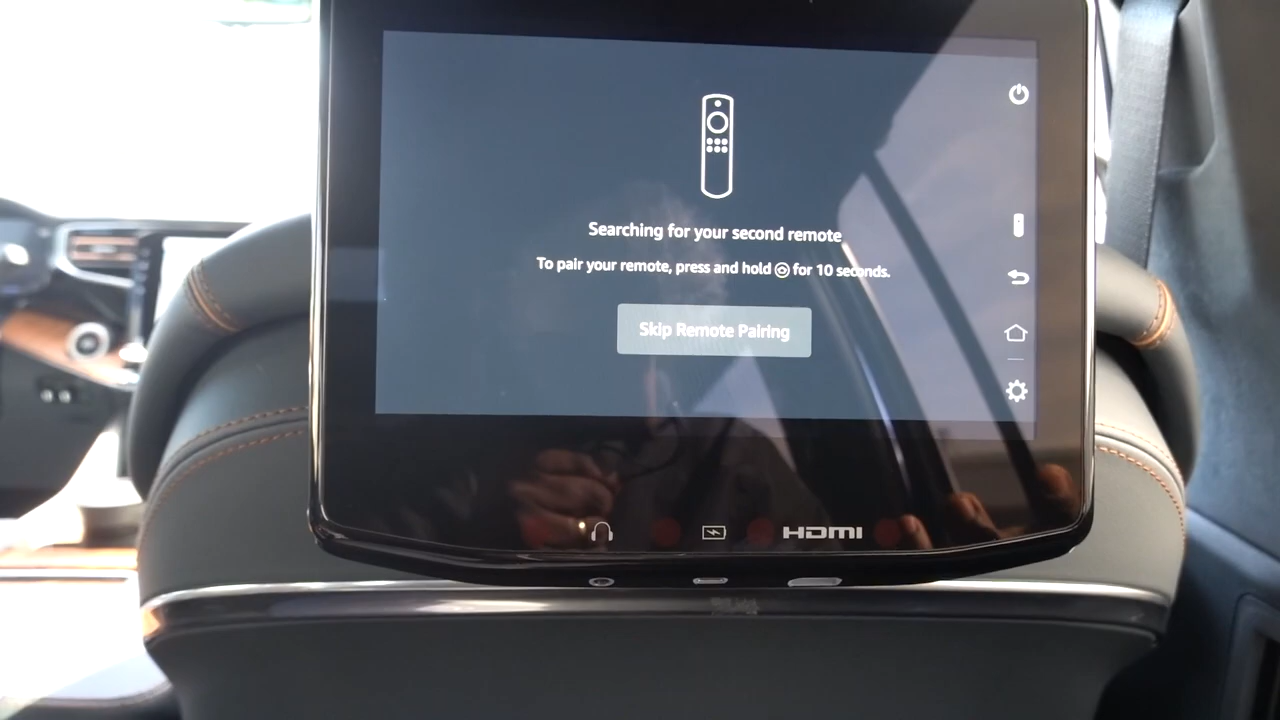 Searching for your second remote
To pair your remote, press and hold for 10 seconds.
Skip Remote Pairing
HDMI